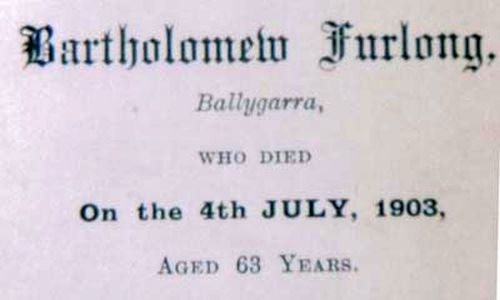 Bartholomew Furlong,
Ballygarra,
WHO DIED
On the 4th JULY, 1903,
AGED 63 YEARS.